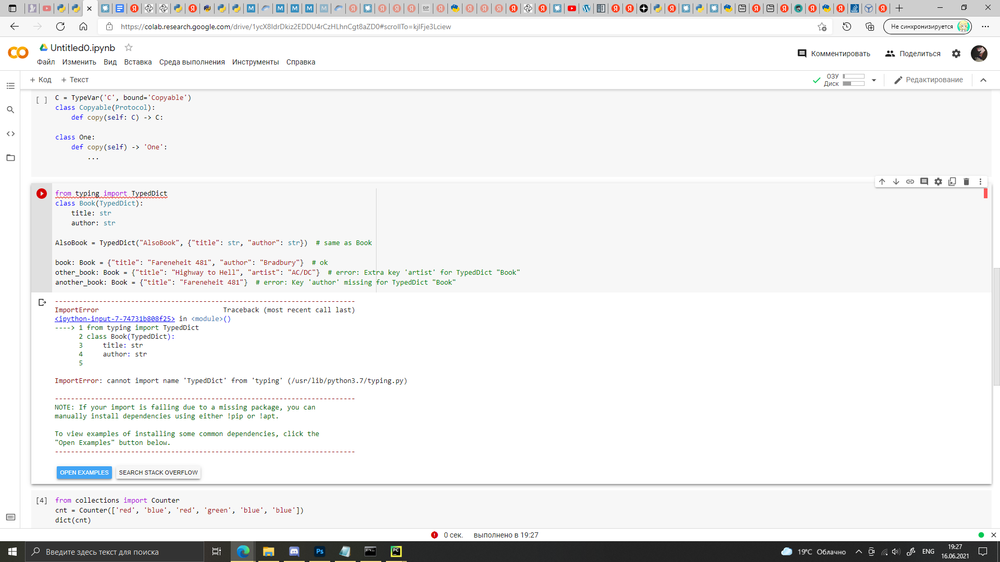 https://colab.research.google.com/drive/1ycX8IdrDkiz2EDDU4rCzHLhnCgt8aZD0#scrollTo=kjlFje3Lciew
Не синхронизируется
Untitled0.ipynb
Комментировать
Поделиться
Файл Изменить Вид Вставка Среда выполнения Инструменты Справка
+ Код + Текст
ОЗУ
Диск
Редактирование
[ ] C = TypeVar('C', bound='Copyable')
class Copyable(Protocol):
    def copy(self: C) -> C:
class One:
    def copy(self) -> 'One':
        ...
from typing import TypedDict
class Book(TypedDict):
    title: str
    author: str
AlsoBook = TypedDict("AlsoBook", {"title": str, "author": str})  # same as Book
book: Book = {"title": "Fareneheit 481", "author": "Bradbury"}  # ok
other_book: Book = {"title": "Highway to Hell", "artist": "AC/DC"}  # error: Extra key 'artist' for TypedDict "Book"
another_book: Book = {"title": "Fareneheit 481"}  # error: Key 'author' missing for TypedDict "Book"
---------------------------------------------------------------------------
ImportError                               Traceback (most recent call last)
<ipython-input-7-74731b808f25> in <module>()
----> 1 from typing import TypedDict
      2 class Book(TypedDict):
      3     title: str
      4     author: str
      5
ImportError: cannot import name 'TypedDict' from 'typing' (/usr/lib/python3.7/typing.py)
---------------------------------------------------------------------------
NOTE: If your import is failing due to a missing package, you can
manually install dependencies using either !pip or !apt.
To view examples of installing some common dependencies, click the
"Open Examples" button below.
---------------------------------------------------------------------------
OPEN EXAMPLES SEARCH STACK OVERFLOW
[4] from collections import Counter
cnt = Counter(['red', 'blue', 'red', 'green', 'blue', 'blue'])
dict(cnt)
0 сек. выполнено в 19:27
Введите здесь текст для поиска
19°C Облачно
ENG
19:27
16.06.2021